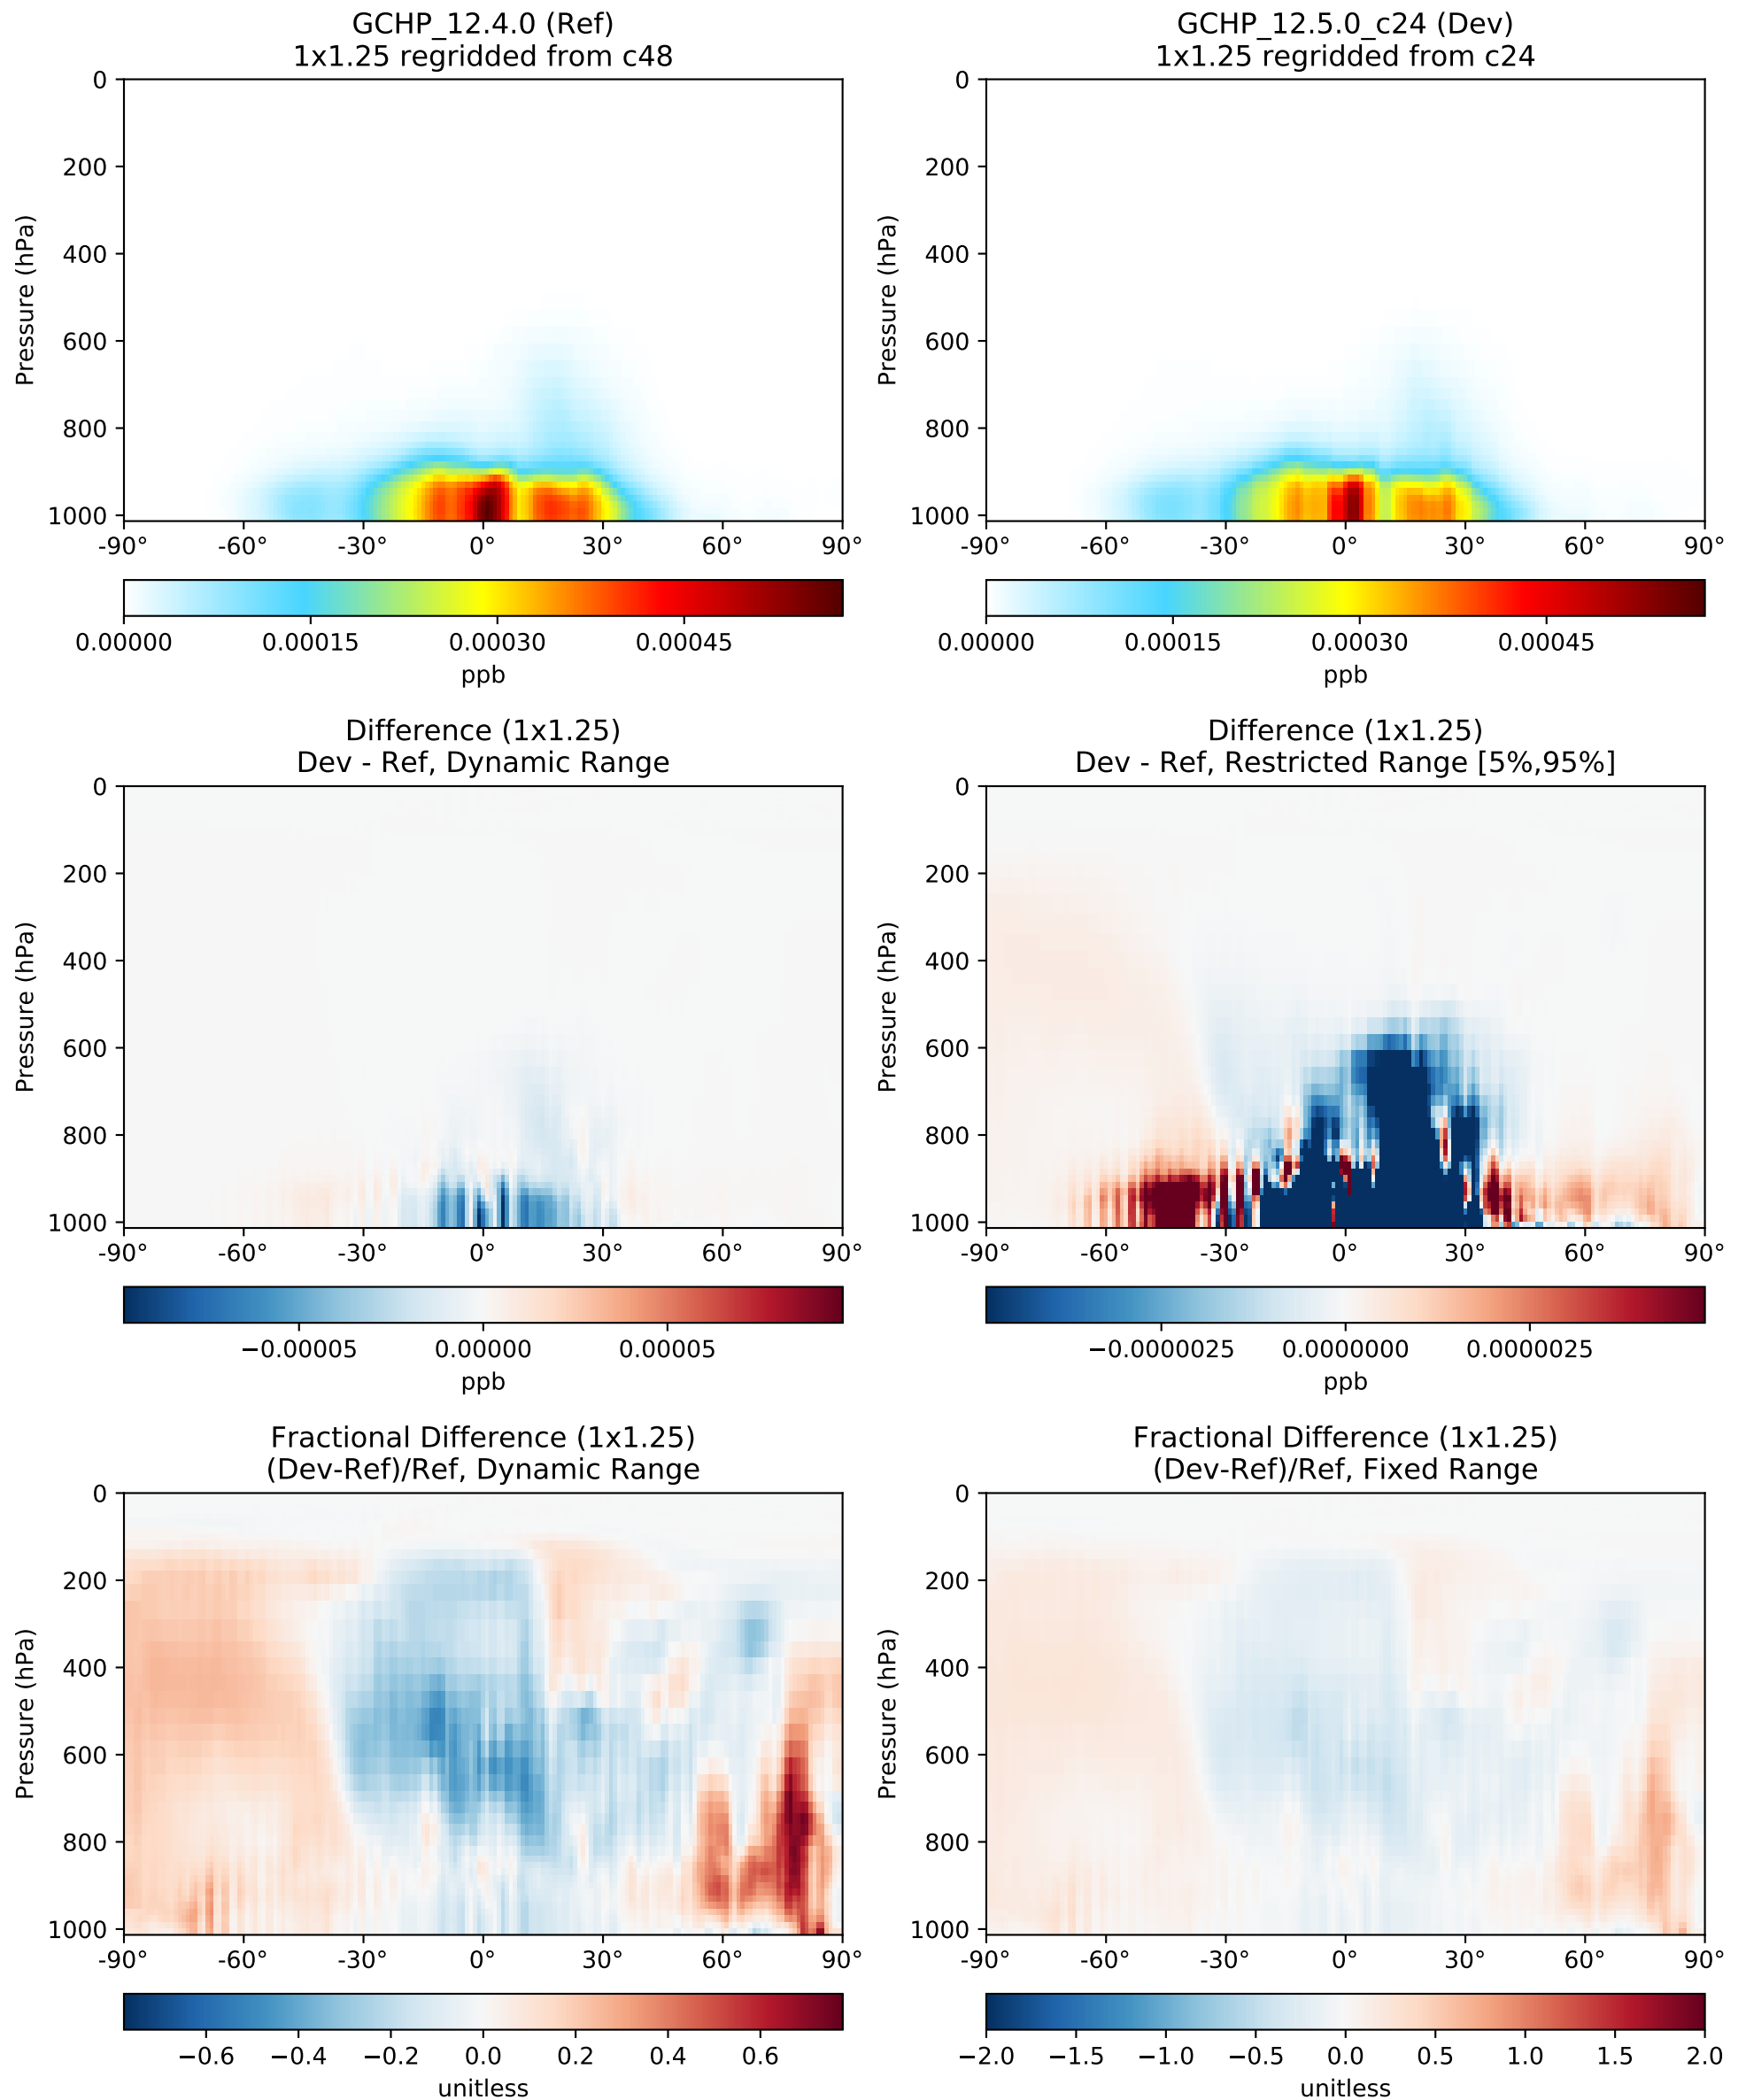 GCHP_12.4.0 (Ref)
1x1.25 regridded from c48
0
200
400
600
800
1000
Pressure (hPa)
-90° -60° -30° 0° 30° 60° 90°
0.00000 0.00015 0.00030 0.00045
ppb
GCHP_12.5.0_c24 (Dev)
1x1.25 regridded from c24
0
200
400
600
800
1000
Pressure (hPa)
-90° -60° -30° 0° 30° 60° 90°
0.00000 0.00015 0.00030 0.00045
ppb
Difference (1x1.25)
Dev - Ref, Dynamic Range
0
200
400
600
800
1000
Pressure (hPa)
-90° -60° -30° 0° 30° 60° 90°
−0.00005 0.00000 0.00005
ppb
Difference (1x1.25)
Dev - Ref, Restricted Range [5%,95%]
0
200
400
600
800
1000
Pressure (hPa)
-90° -60° -30° 0° 30° 60° 90°
−0.0000025 0.0000000 0.0000025
ppb
Fractional Difference (1x1.25)
(Dev-Ref)/Ref, Dynamic Range
0
200
400
600
800
1000
Pressure (hPa)
-90° -60° -30° 0° 30° 60° 90°
−0.6 −0.4 −0.2 0.0 0.2 0.4 0.6
unitless
Fractional Difference (1x1.25)
(Dev-Ref)/Ref, Fixed Range
0
200
400
600
800
1000
Pressure (hPa)
-90° -60° -30° 0° 30° 60° 90°
−2.0 −1.5 −1.0 −0.5 0.0 0.5 1.0 1.5 2.0
unitless